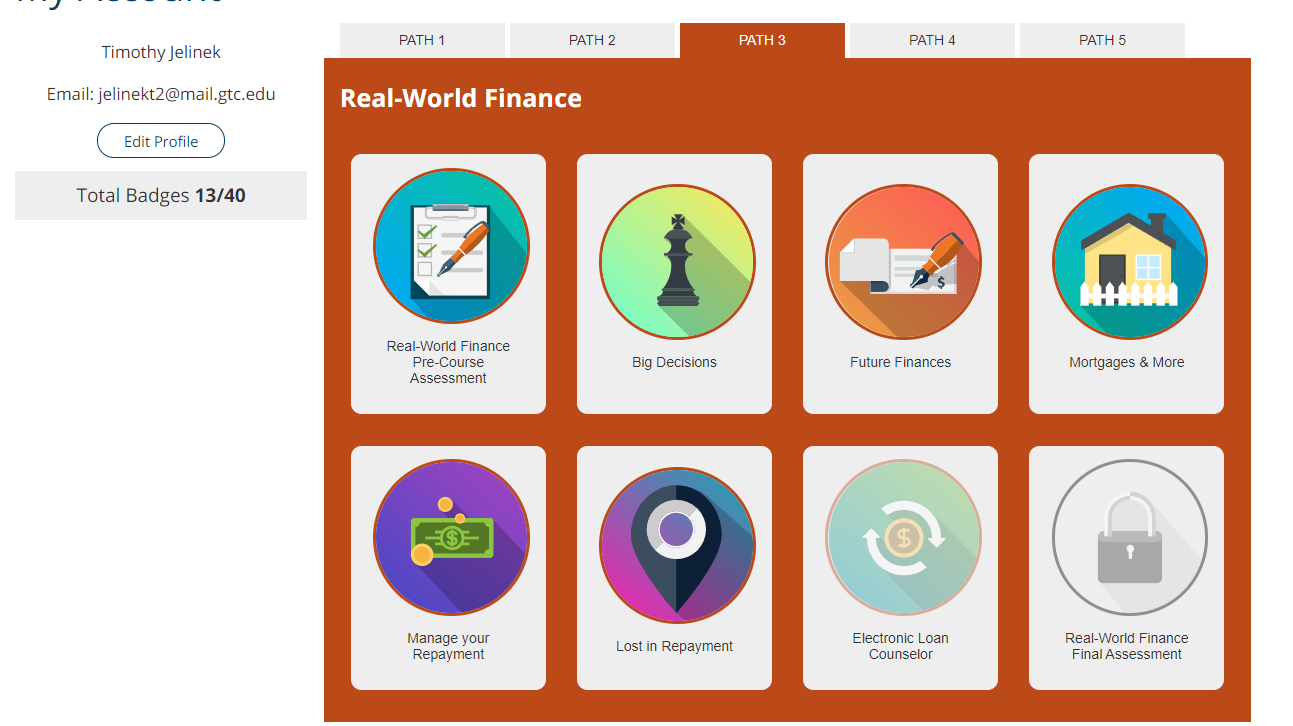 My Account
Timothy Jelinek
Email: jelinekt2@mail.gtc.edu
Edit Profile
Total Badges 13/40
PATH 1
PATH 2
PATH 3
PATH 4
PATH 5
Real-World Finance
Real-World Finance
Pre-Course
Assessment
Big Decisions
Future Finances
$
Mortgages & More
$
Manage your
Repayment
Lost in Repayment
$
Electronic Loan
Counselor
Real-World Finance
Final Assessment